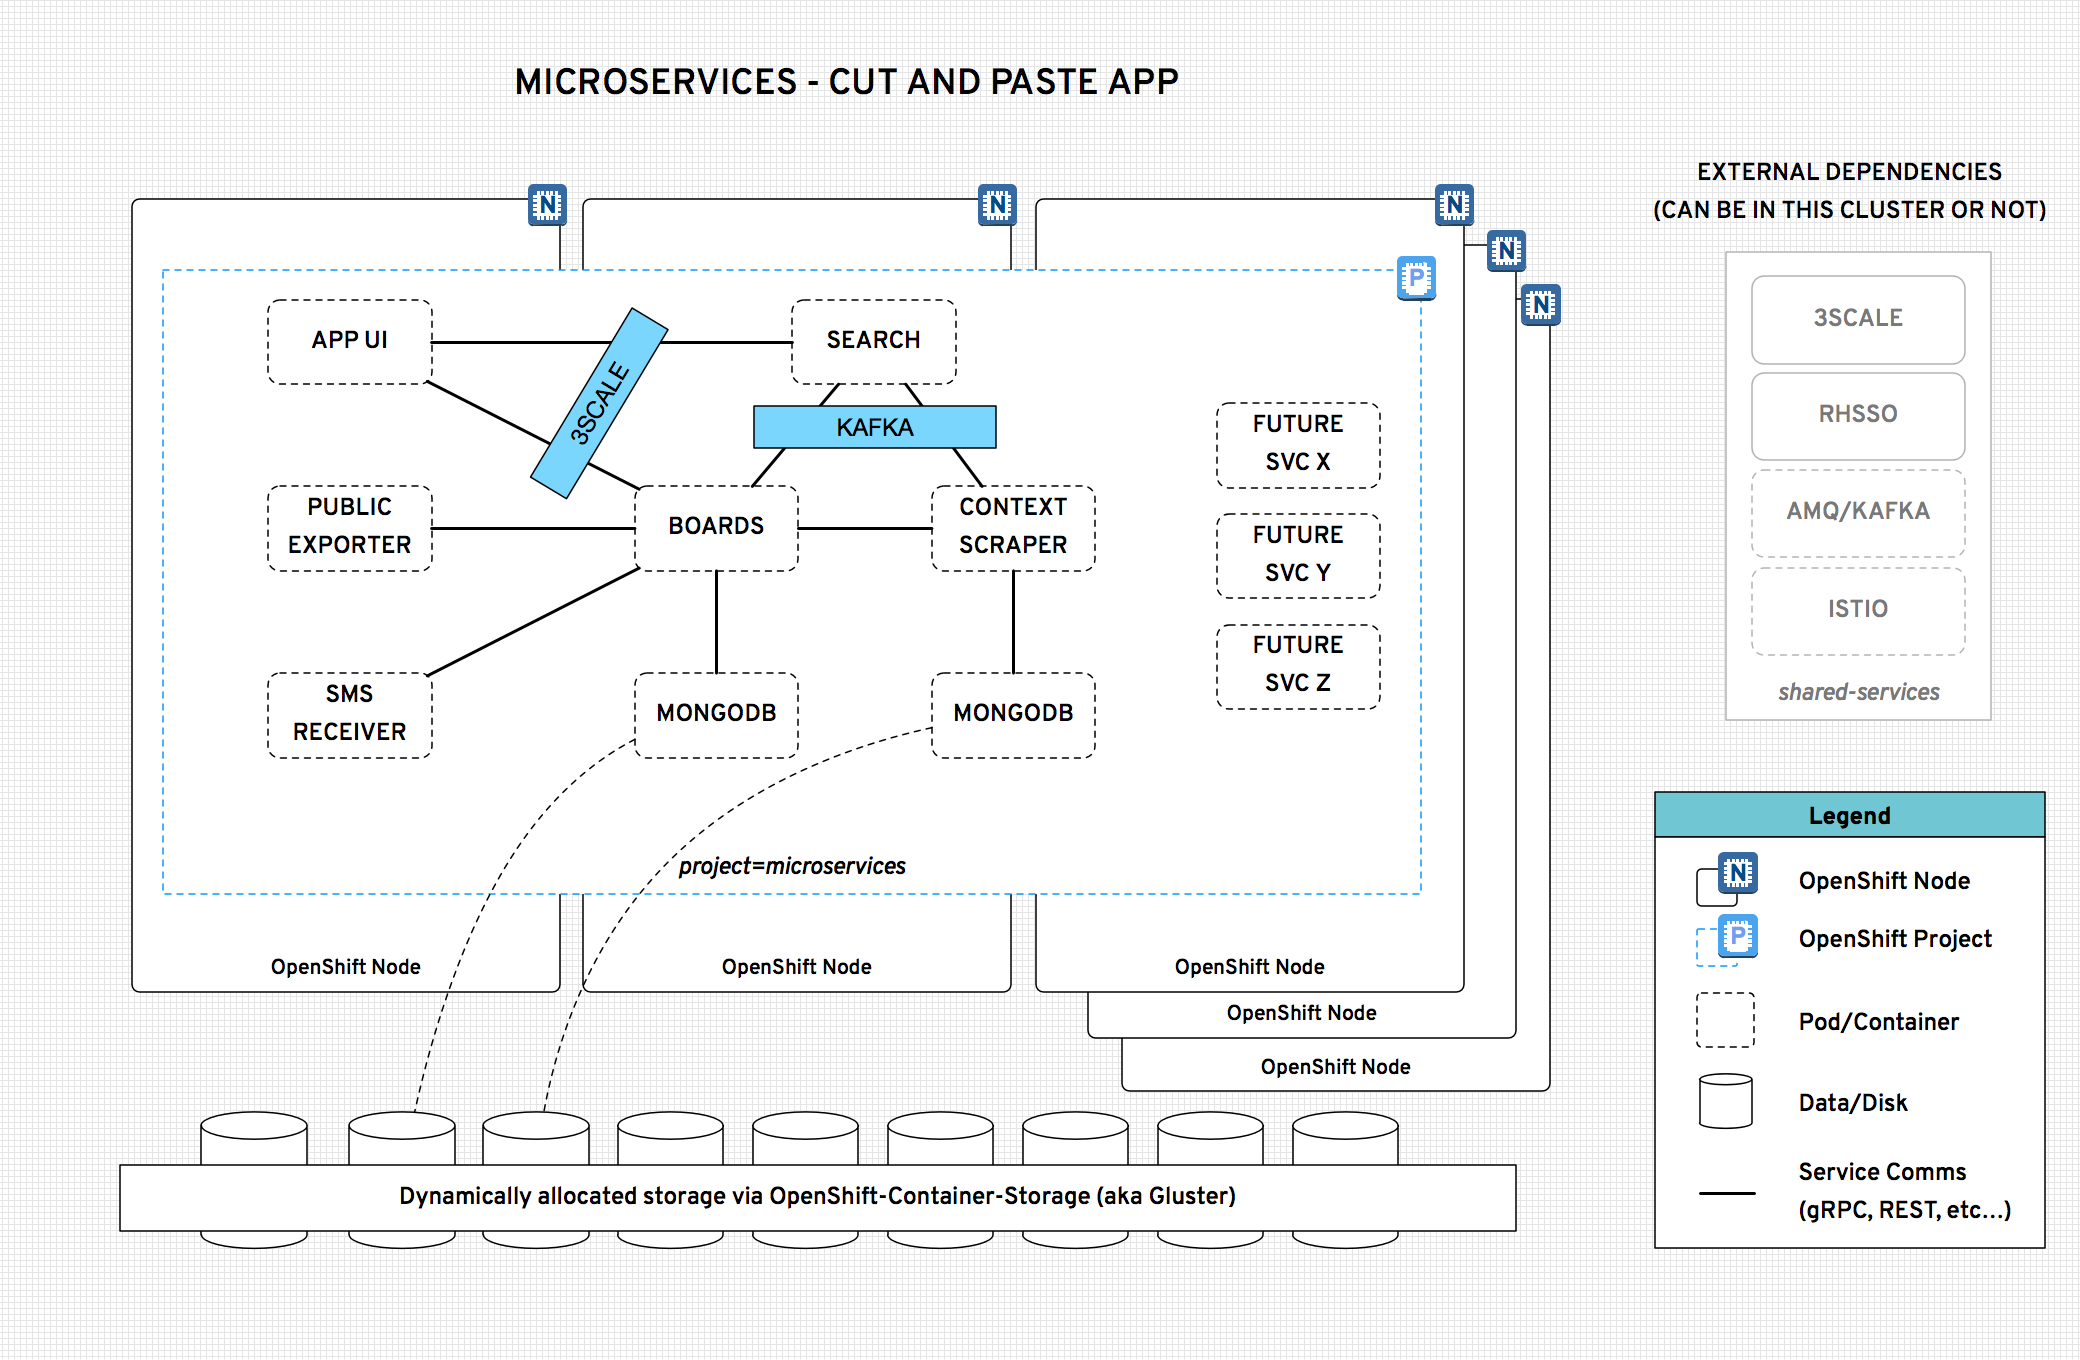 MICROSERVICES - CUT AND PASTE APP
EXTERNAL DEPENDENCIES
(CAN BE IN THIS CLUSTER OR NOT)
N
N
N
N
N
P
APP UI
SEARCH
3SCALE
KAFKA
PUBLIC
EXPORTER
BOARDS
CONTEXT
SCRAPER
SMS
RECEIVER
MONGODB
MONGODB
FUTURE
SVC X
FUTURE
SVC Y
FUTURE
SVC Z
project=microservices
OpenShift Node
OpenShift Node
OpenShift Node
OpenShift Node
OpenShift Node
Dynamically allocated storage via OpenShift-Container-Storage (aka Gluster)
3SCALE
RHSSO
AMQ/KAFKA
ISTIO
shared-services
Legend
N
OpenShift Node
P
OpenShift Project
Pod/Container
Data/Disk
Service Comms
(gRPC, REST, etc...)